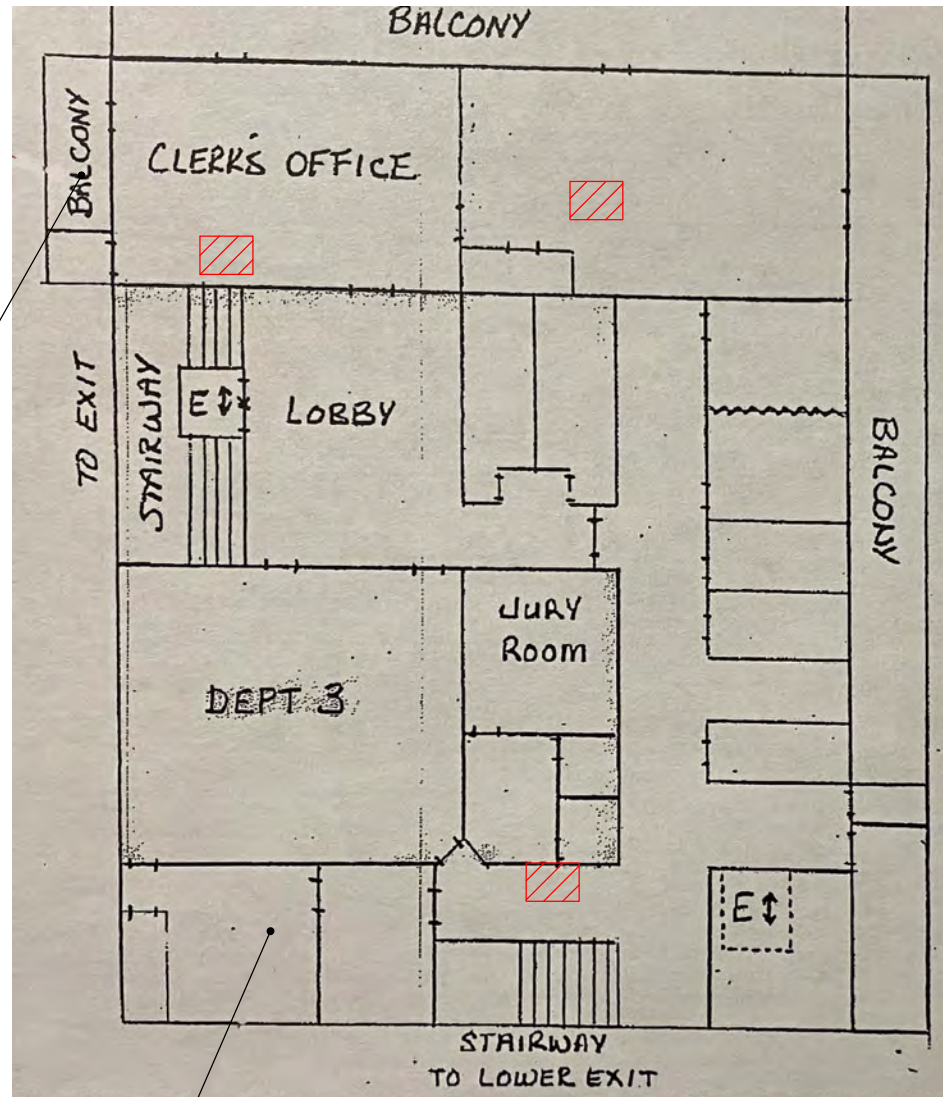 BALCONY
BALCONY
CLERK'S OFFICE
TO EXIT
STAIRWAY
E ↕
LOBBY
BALCONY
JURY
ROOM
DEPT 3
E ↕
STAIRWAY
TO LOWER EXIT